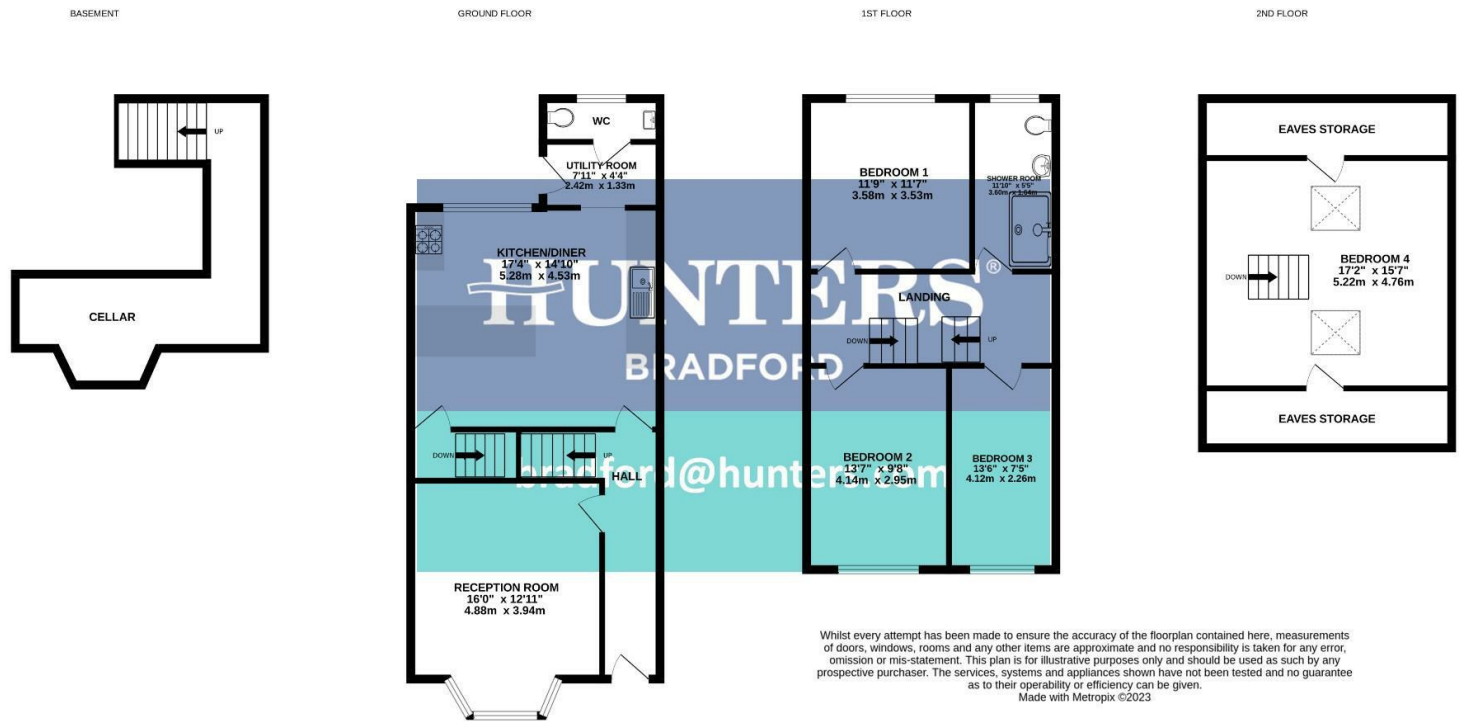 BASEMENT
GROUND FLOOR
1ST FLOOR
2ND FLOOR
UP
CELLAR
WC
UTILITY ROOM
7'11" x 4'4"
2.42m x 1.33m
KITCHEN/DINER
17'4" x 14'10"
5.28m x 4.53m
DOWN
UP
HALL
RECEPTION ROOM
16'0" x 12'11"
4.88m x 3.94m
BEDROOM 1
11'9" x 11'7"
3.58m x 3.53m
SHOWER ROOM
11'10" x 5'5"
3.60m x 1.64m
LANDING
DOWN
UP
BEDROOM 2
13'7" x 9'8"
4.14m x 2.95m
BEDROOM 3
13'6" x 7'5"
4.12m x 2.26m
EAVES STORAGE
DOWN
BEDROOM 4
17'2" x 15'7"
5.22m x 4.76m
EAVES STORAGE
HUNTERS®
BRADFORD
bradford@hunters.com
Whilst every attempt has been made to ensure the accuracy of the floorplan contained here, measurements
of doors, windows, rooms and any other items are approximate and no responsibility is taken for any error,
omission or mis-statement. This plan is for illustrative purposes only and should be used as such by any
prospective purchaser. The services, systems and appliances shown have not been tested and no guarantee
as to their operability or efficiency can be given.
Made with Metropix ©2023